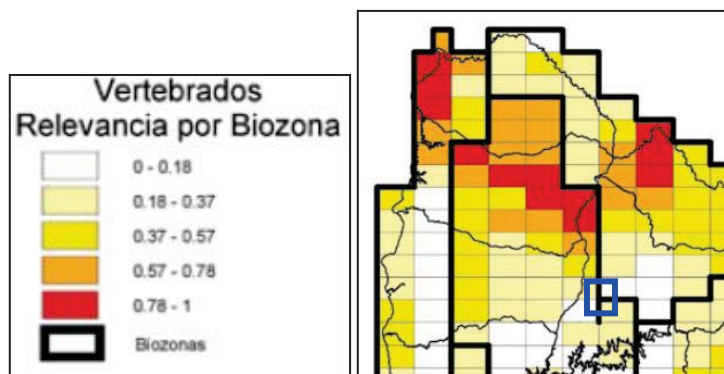 Vertebrados
Relevancia por Biozona
0 - 0.18
0.18 - 0.37
0.37 - 0.57
0.57 - 0.78
0.78 - 1
Biozonas